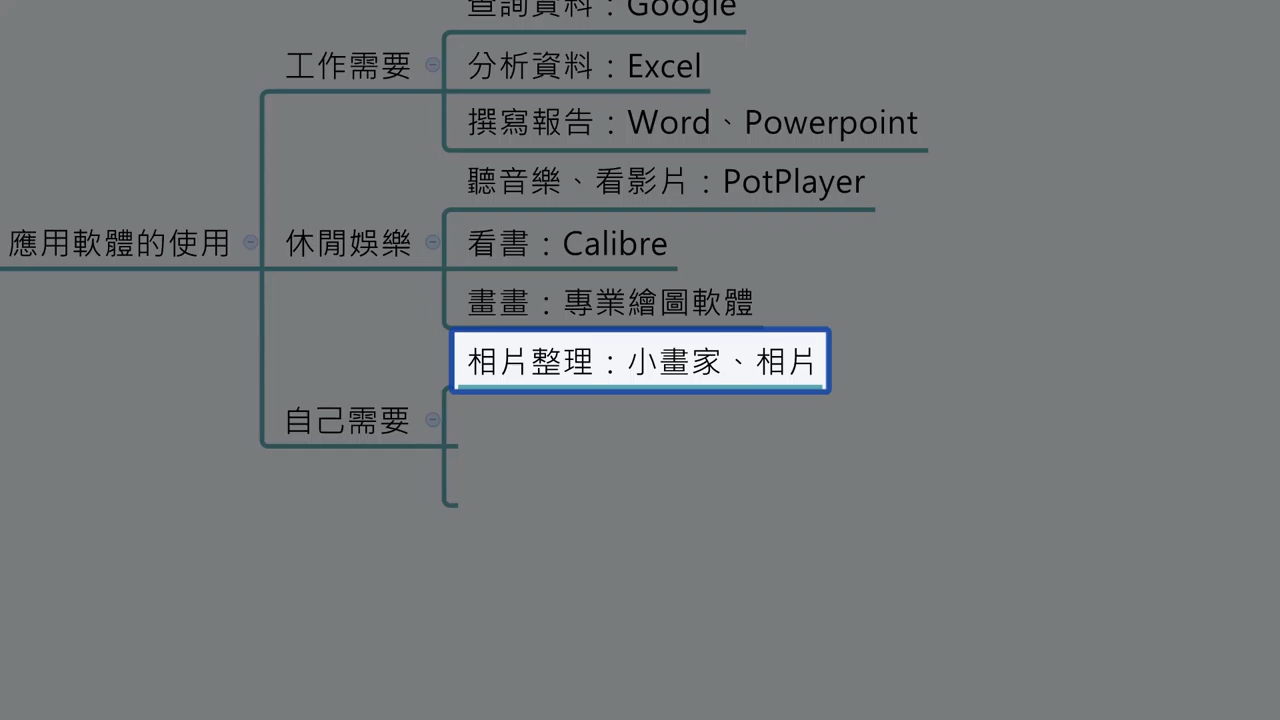 查詢資料：Google
工作需要
分析資料：Excel
撰寫報告：Word、Powerpoint
聽音樂、看影片：PotPlayer
應用軟體的使用
休閒娛樂
看書：Calibre
畫畫：專業繪圖軟體
相片整理：小畫家、相片
自己需要